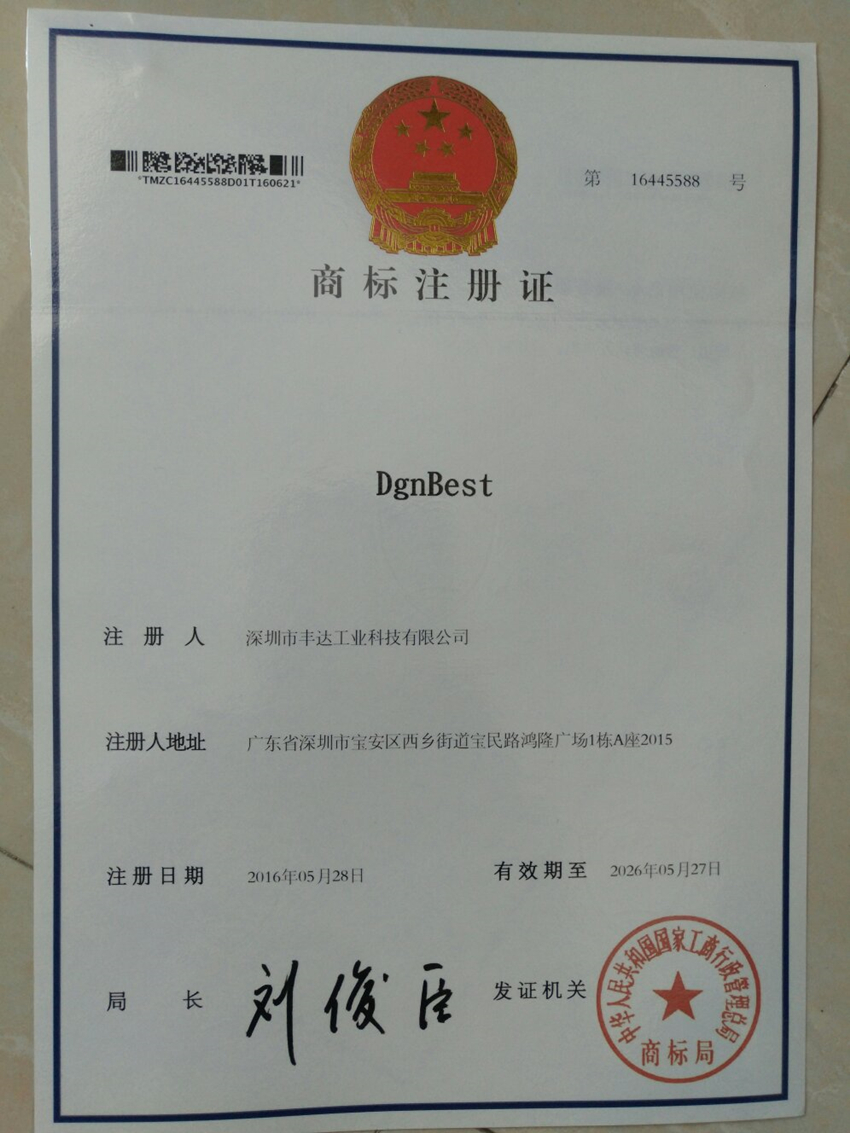 *TMZC16445588D01T160621*
第 16445588 号
商标注册证
DgnBest
注册人 深圳市丰达工业科技有限公司
注册人地址 广东省深圳市宝安区西乡街道宝民路鸿隆广场1栋A座2015
注册日期 2016年05月28日 有效期至 2026年05月27日
局长 刘俊臣 发证机关
中华人民共和国国家工商行政管理总局
商标局